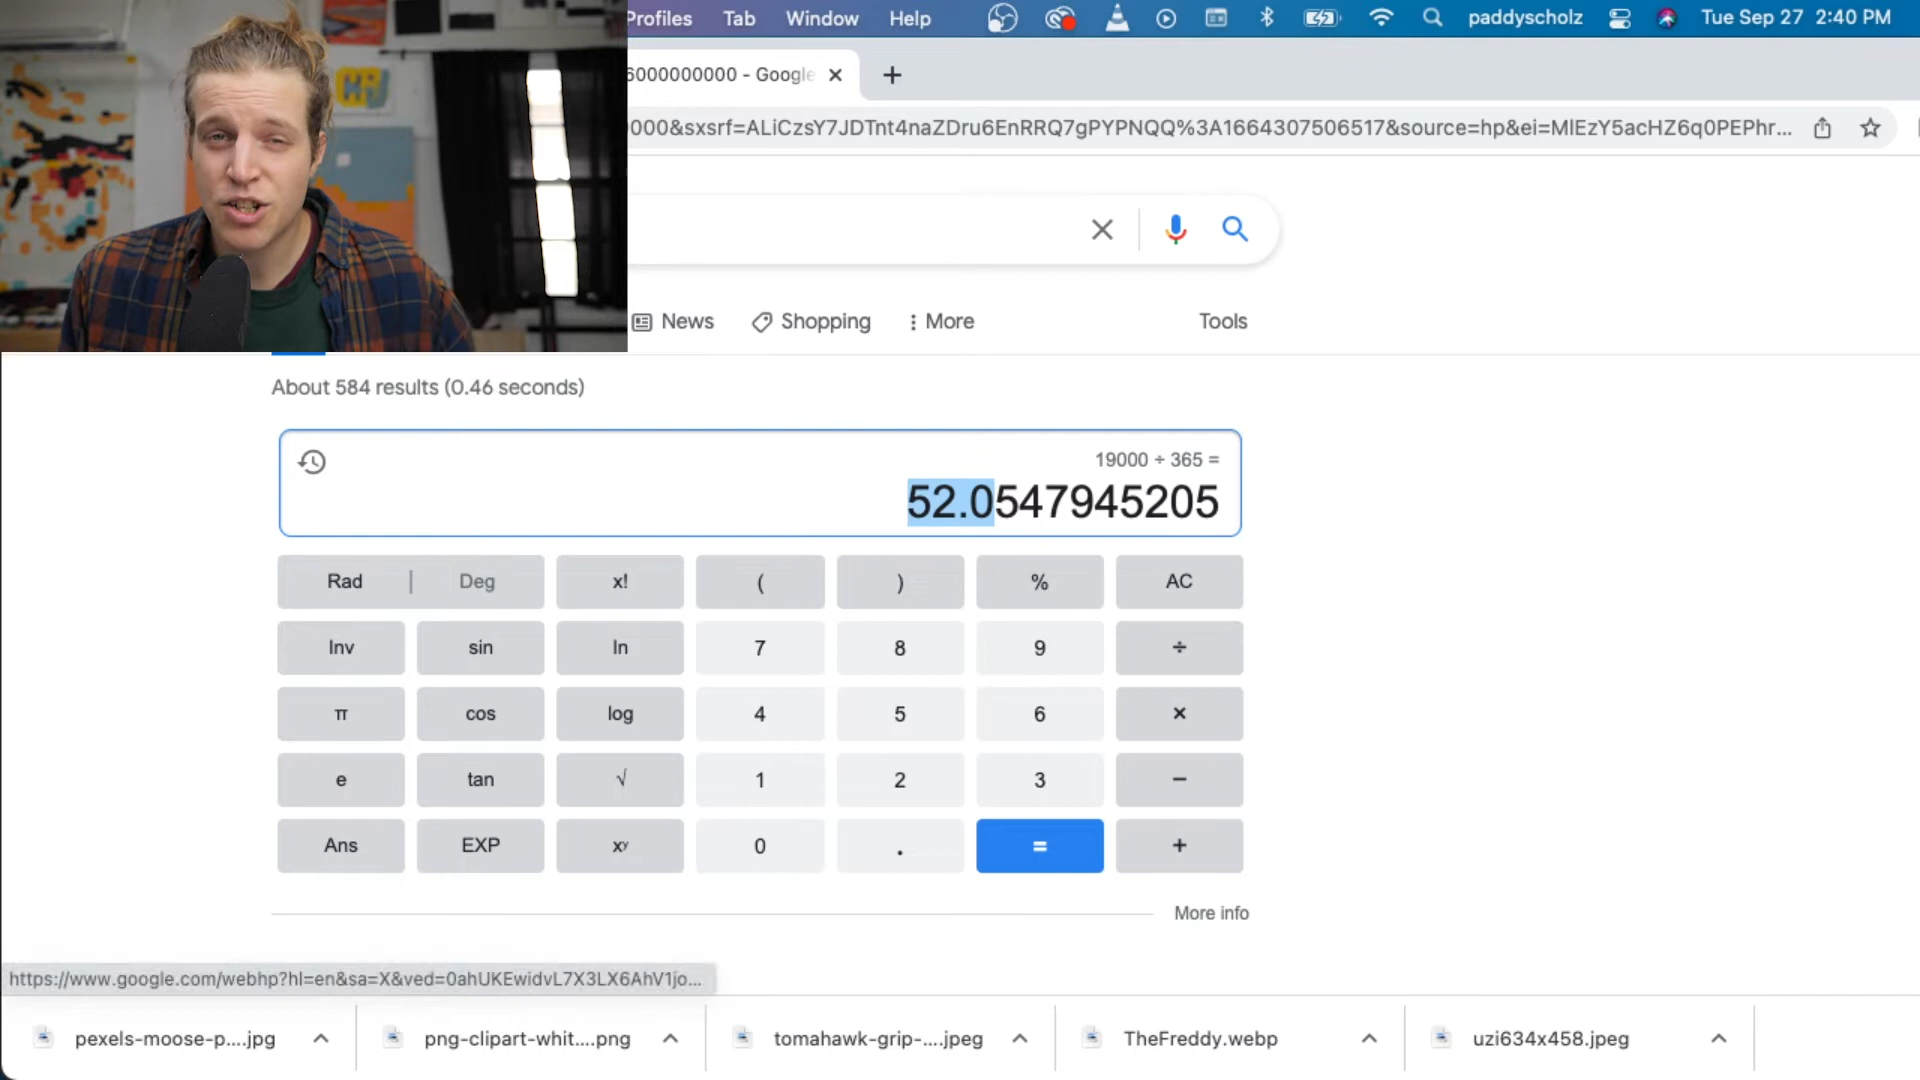 Profiles Tab Window Help paddyscholz Tue Sep 27 2:40 PM
6000000000 - Google
000&sxsrf=ALiCzsY7JDTnt4naZDru6EnRRQ7gPYPNQQ%3A1664307506517&source=hp&ei=MlEzY5acHZ6q0PEPhr...
News Shopping More Tools
About 584 results (0.46 seconds)
19000 ÷ 365 =
52.0547945205
Rad | Deg x! ( ) % AC
Inv sin ln 7 8 9 ÷
π cos log 4 5 6 ×
e tan √ 1 2 3 −
Ans EXP xʸ 0 . = +
More info
https://www.google.com/webhp?hl=en&sa=X&ved=0ahUKEwidvL7X3LX6AhV1jo...
pexels-moose-p....jpg png-clipart-whit....png tomahawk-grip-....jpeg TheFreddy.webp uzi634x458.jpeg